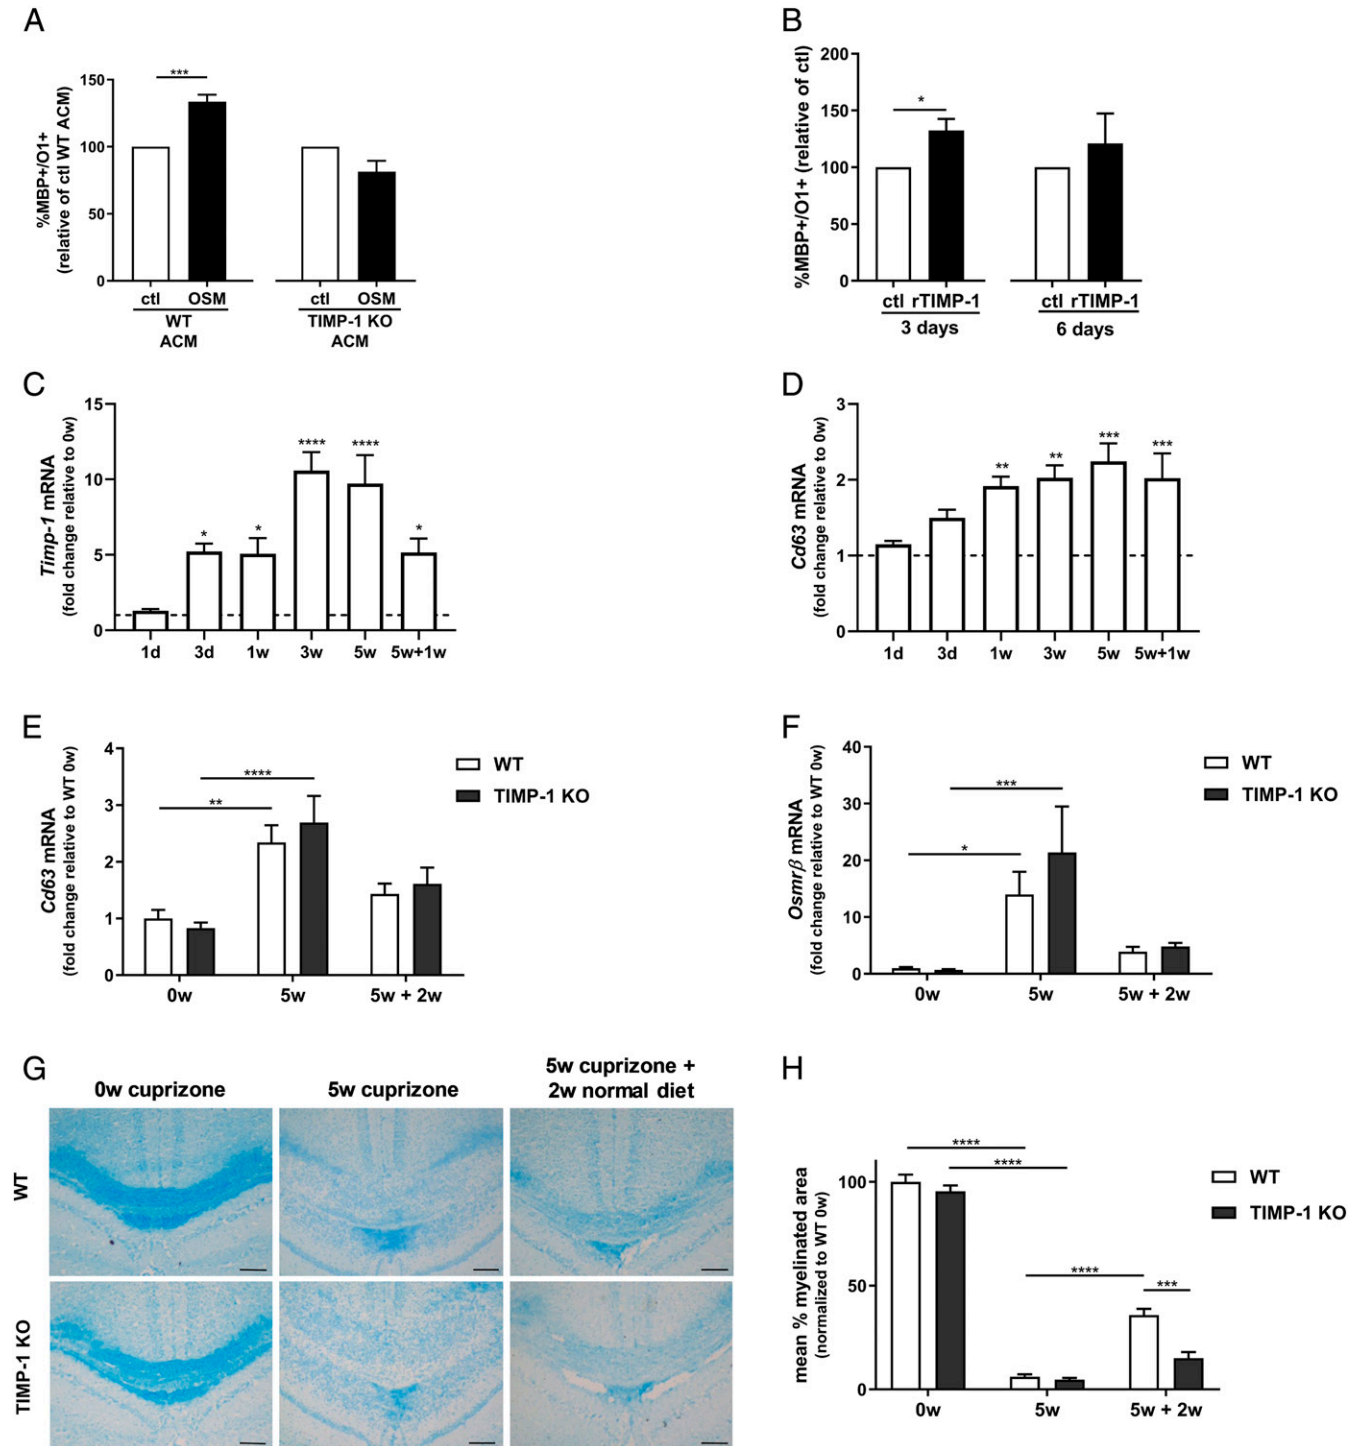 A
%MBP+/O1+
(relative of ctl WT ACM)
150
100
50
0
***
ctl OSM ctl OSM
WT TIMP-1 KO
ACM ACM
B
%MBP+/O1+ (relative of ctl)
200
150
100
50
0
*
ctl rTIMP-1 ctl rTIMP-1
3 days 6 days
C
Timp-1 mRNA
(fold change relative to 0w)
15
10
5
0
* * **** **** *
1d 3d 1w 3w 5w 5w+1w
D
Cd63 mRNA
(fold change relative to 0w)
3
2
1
0
** ** *** ***
1d 3d 1w 3w 5w 5w+1w
E
Cd63 mRNA
(fold change relative to WT 0w)
4
3
2
1
0
****
**
WT
TIMP-1 KO
0w 5w 5w + 2w
F
Osmrβ mRNA
(fold change relative to WT 0w)
40
30
20
10
0
***
*
WT
TIMP-1 KO
0w 5w 5w + 2w
G
0w cuprizone 5w cuprizone 5w cuprizone +
2w normal diet
WT
TIMP-1 KO
H
mean % myelinated area
(normalized to WT 0w)
100
50
0
****
****
****
***
WT
TIMP-1 KO
0w 5w 5w + 2w